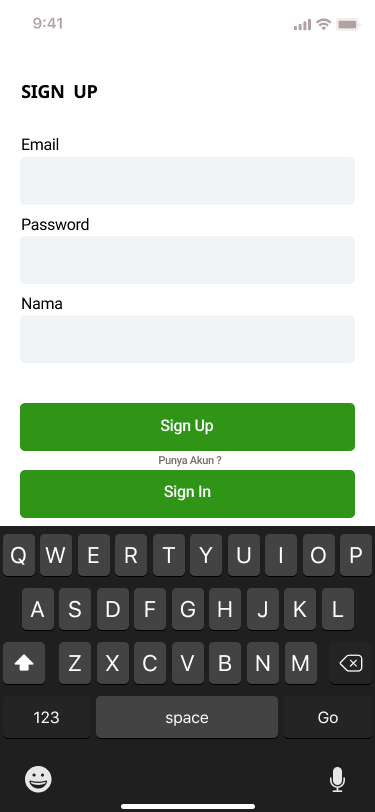 9:41
SIGN UP
Email
Password
Nama
Sign Up
Punya Akun ?
Sign In
Q W E R T Y U I O P
A S D F G H J K L
Z X C V B N M
123 space Go